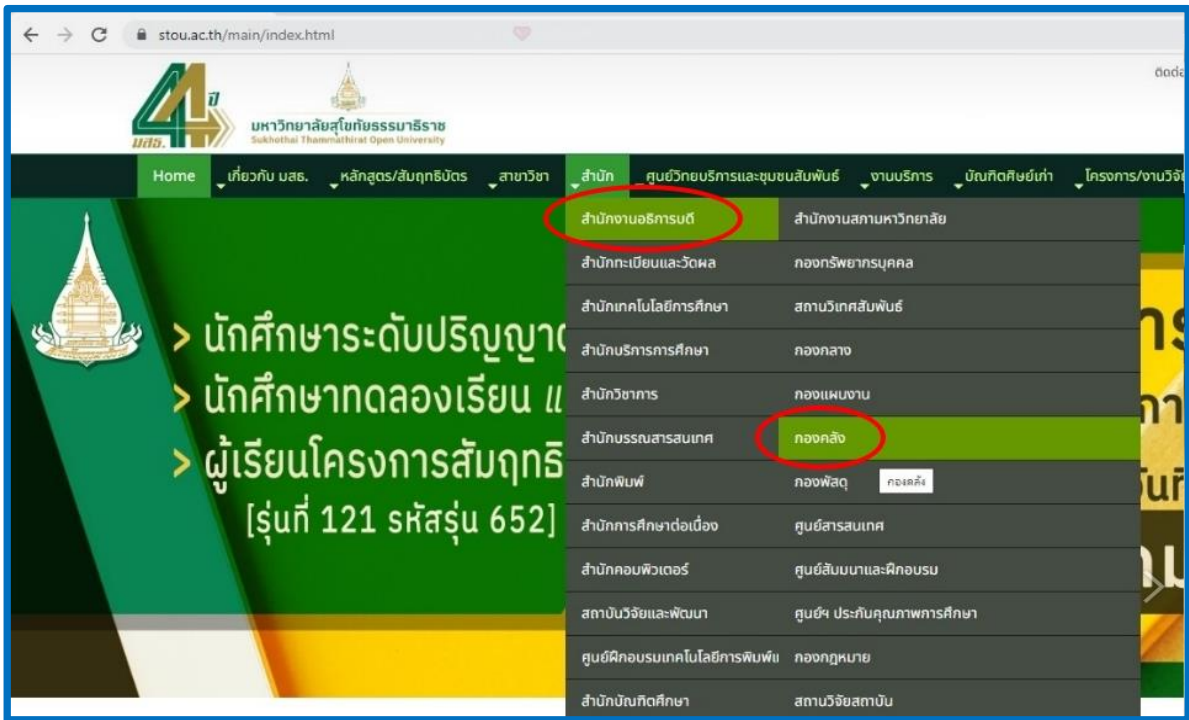 stou.ac.th/main/index.html
ติดต่อ
44 ปี
มสธ.
มหาวิทยาลัยสุโขทัยธรรมาธิราช
Sukhothai Thammathirat Open University
Home เกี่ยวกับ มสธ. หลักสูตร/สัมฤทธิบัตร สาขาวิชา สำนัก ศูนย์วิทยบริการและชุมชนสัมพันธ์ งานบริการ บัณฑิตศิษย์เก่า โครงการ/งานวิจัย
สำนักงานอธิการบดี สำนักงานสภามหาวิทยาลัย
สำนักทะเบียนและวัดผล กองทรัพยากรบุคคล
สำนักเทคโนโลยีการศึกษา สถานวิเทศสัมพันธ์
สำนักบริการการศึกษา กองกลาง
สำนักวิชาการ กองแผนงาน
สำนักบรรณสารสนเทศ กองคลัง
สำนักพิมพ์ กองพัสดุ กองคลัง
สำนักการศึกษาต่อเนื่อง ศูนย์สารสนเทศ
สำนักคอมพิวเตอร์ ศูนย์สัมมนาและฝึกอบรม
สถาบันวิจัยและพัฒนา ศูนย์ฯ ประกันคุณภาพการศึกษา
ศูนย์ฝึกอบรมเทคโนโลยีการพิมพ์แ กองกฎหมาย
สำนักบัณฑิตศึกษา สถานวิจัยสถาบัน
> นักศึกษาระดับปริญญาต
> นักศึกษาทดลองเรียน แ
> ผู้เรียนโครงการสัมฤทธิ
[รุ่นที่ 121 รหัสรุ่น 652]